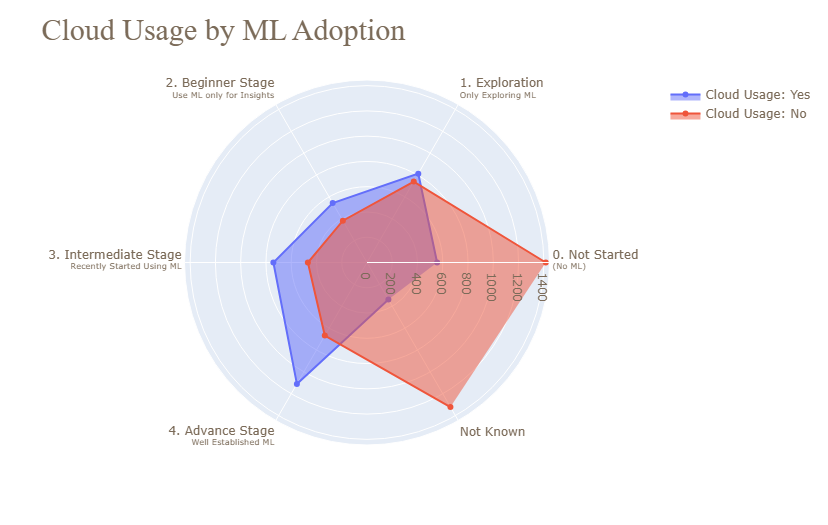 Cloud Usage by ML Adoption
2. Beginner Stage
Use ML only for Insights
1. Exploration
Only Exploring ML
Cloud Usage: Yes
Cloud Usage: No
3. Intermediate Stage
Recently Started Using ML
0. Not Started
(No ML)
0
200
400
600
800
1000
1200
1400
4. Advance Stage
Well Established ML
Not Known